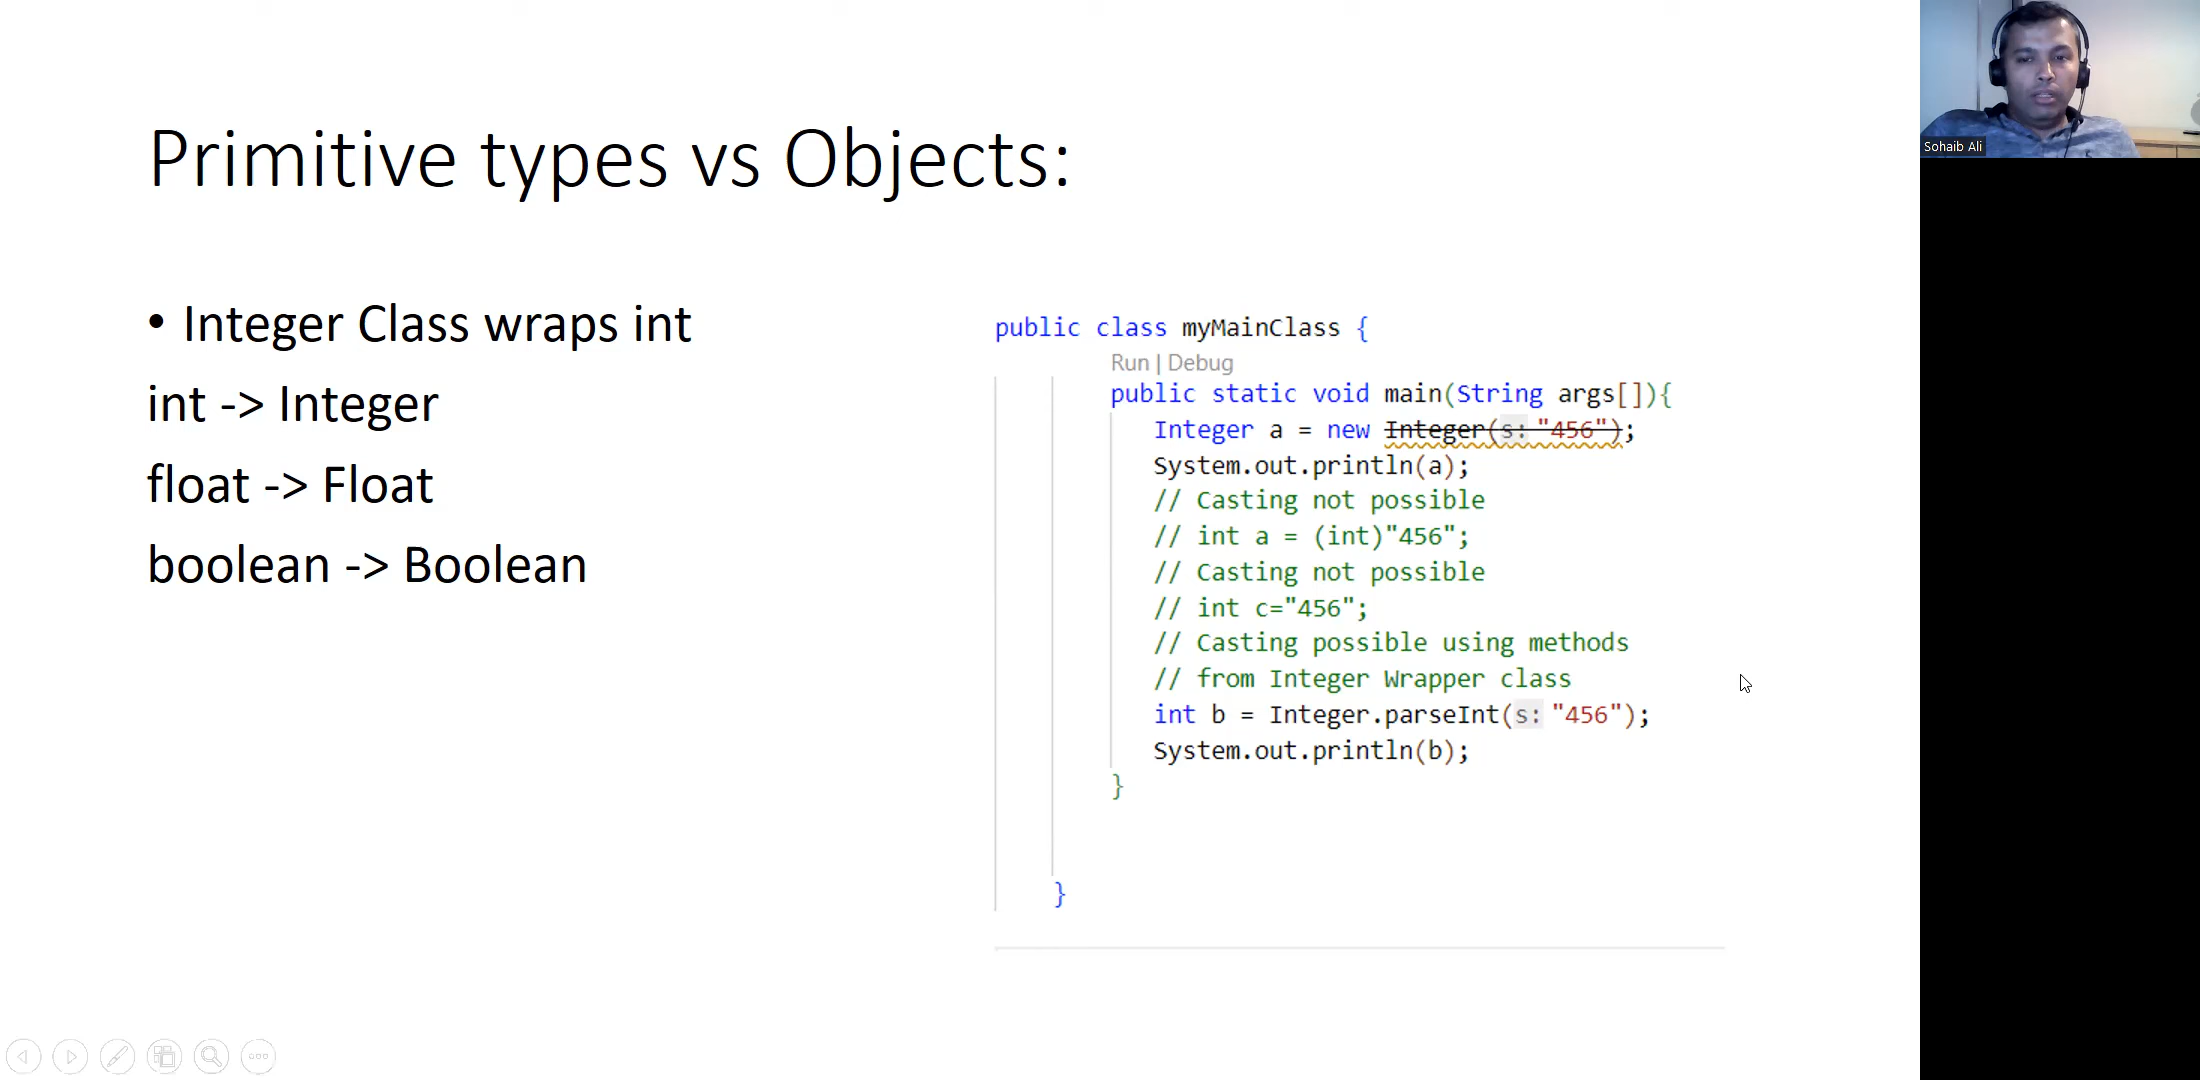 Primitive types vs Objects:
• Integer Class wraps int
int -> Integer
float -> Float
boolean -> Boolean
public class myMainClass {
Run | Debug
public static void main(String args[]){
Integer a = new Integer(s: "456");
System.out.println(a);
// Casting not possible
// int a = (int)"456";
// Casting not possible
// int c="456";
// Casting possible using methods
// from Integer Wrapper class
int b = Integer.parseInt(s: "456");
System.out.println(b);
}
}
Sohaib Ali